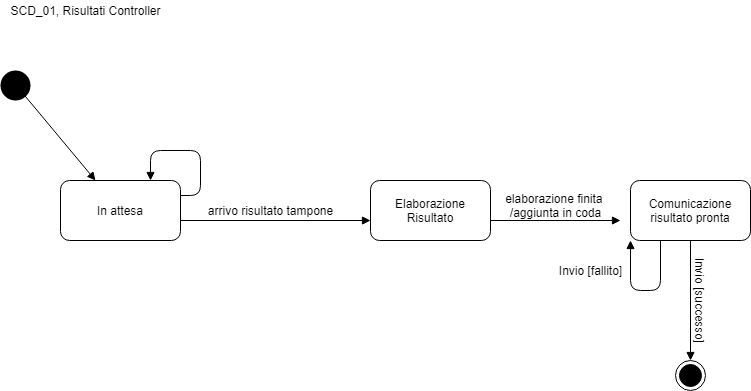 SCD_01, Risultati Controller
In attesa
arrivo risultato tampone
Elaborazione
Risultato
elaborazione finita
/aggiunta in coda
Comunicazione
risultato pronta
Invio [fallito]
Invio [successo]